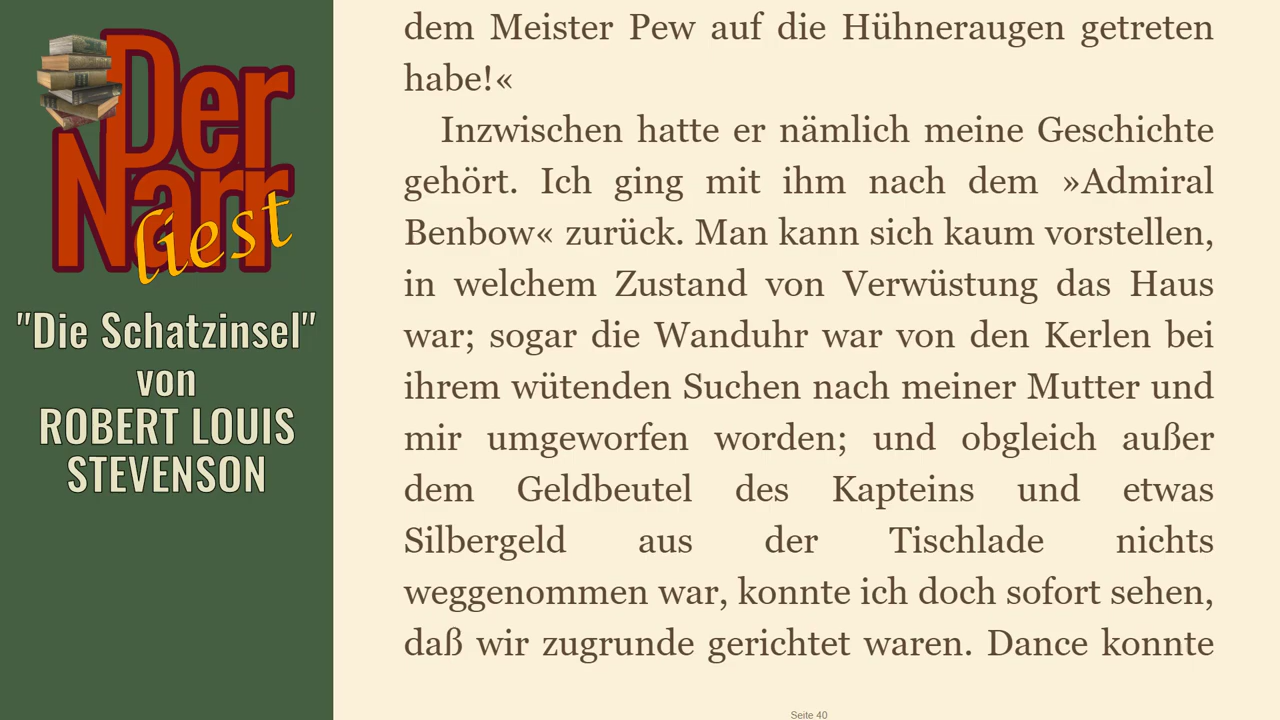 Der
Narr
liest
"Die Schatzinsel"
von
ROBERT LOUIS
STEVENSON
dem Meister Pew auf die Hühneraugen getreten
habe!«
Inzwischen hatte er nämlich meine Geschichte
gehört. Ich ging mit ihm nach dem »Admiral
Benbow« zurück. Man kann sich kaum vorstellen,
in welchem Zustand von Verwüstung das Haus
war; sogar die Wanduhr war von den Kerlen bei
ihrem wütenden Suchen nach meiner Mutter und
mir umgeworfen worden; und obgleich außer
dem Geldbeutel des Kapteins und etwas
Silbergeld aus der Tischlade nichts
weggenommen war, konnte ich doch sofort sehen,
daß wir zugrunde gerichtet waren. Dance konnte
Seite 40